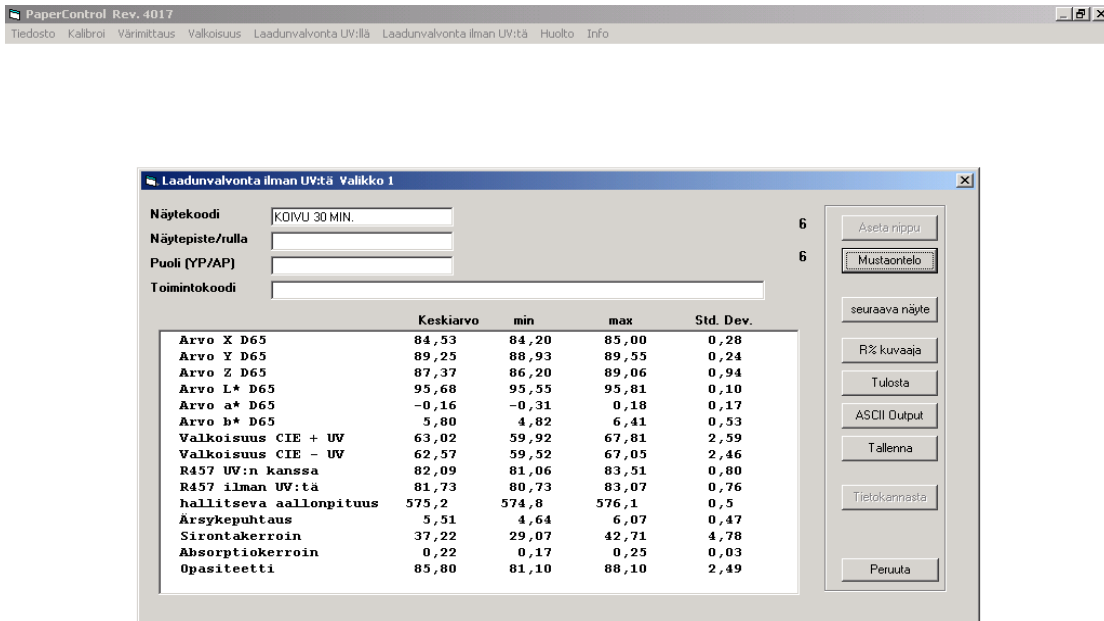 PaperControl Rev. 4017
Tiedosto Kalibroi Värimittaus Valkoisuus Laadunvalvonta UV:llä Laadunvalvonta ilman UV:tä Huolto Info
Laadunvalvonta ilman UV:tä Valikko 1
Näytekoodi KOIVU 30 MIN. 6
Näytepiste/rulla
Puoli (YP/AP) 6
Toimintokoodi
Keskiarvo min max Std. Dev.
Arvo X D65 84,53 84,20 85,00 0,28
Arvo Y D65 89,25 88,93 89,55 0,24
Arvo Z D65 87,37 86,20 89,06 0,94
Arvo L* D65 95,68 95,55 95,81 0,10
Arvo a* D65 -0,16 -0,31 0,18 0,17
Arvo b* D65 5,80 4,82 6,41 0,53
Valkoisuus CIE + UV 63,02 59,92 67,81 2,59
Valkoisuus CIE - UV 62,57 59,52 67,05 2,46
R457 UV:n kanssa 82,09 81,06 83,51 0,80
R457 ilman UV:tä 81,73 80,73 83,07 0,76
hallitseva aallonpituus 575,2 574,8 576,1 0,5
Ärsykepuhtaus 5,51 4,64 6,07 0,47
Sirontakerroin 37,22 29,07 42,71 4,78
Absorptiokerroin 0,22 0,17 0,25 0,03
Opasiteetti 85,80 81,10 88,10 2,49
Aseta nippu
Mustaontelo
seuraava näyte
R% kuvaaja
Tulosta
ASCII Output
Tallenna
Tietokannasta
Peruuta